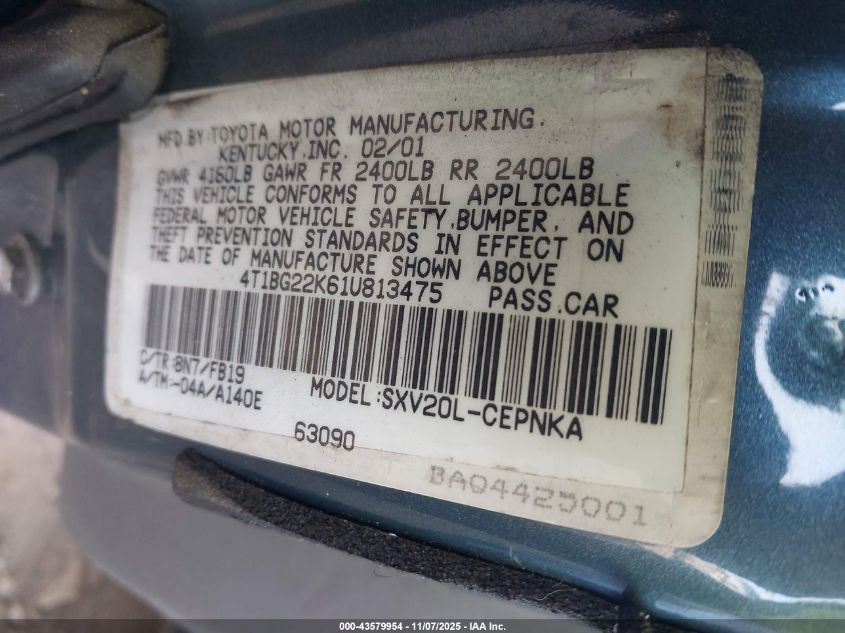 MFD.BY:TOYOTA MOTOR MANUFACTURING,
KENTUCKY,INC. 02/01
GVWR 4160LB GAWR FR 2400LB RR 2400LB
THIS VEHICLE CONFORMS TO ALL APPLICABLE
FEDERAL MOTOR VEHICLE SAFETY,BUMPER, AND
THEFT PREVENTION STANDARDS IN EFFECT ON
THE DATE OF MANUFACTURE SHOWN ABOVE
4T1BG22K61U813475 PASS.CAR
C/TR:8N7/FB19
A/TM:-04A/A140E
MODEL:SXV20L-CEPNKA
63090
BA04425001
000-43579954 | 11/07/2025 - IAA Inc.